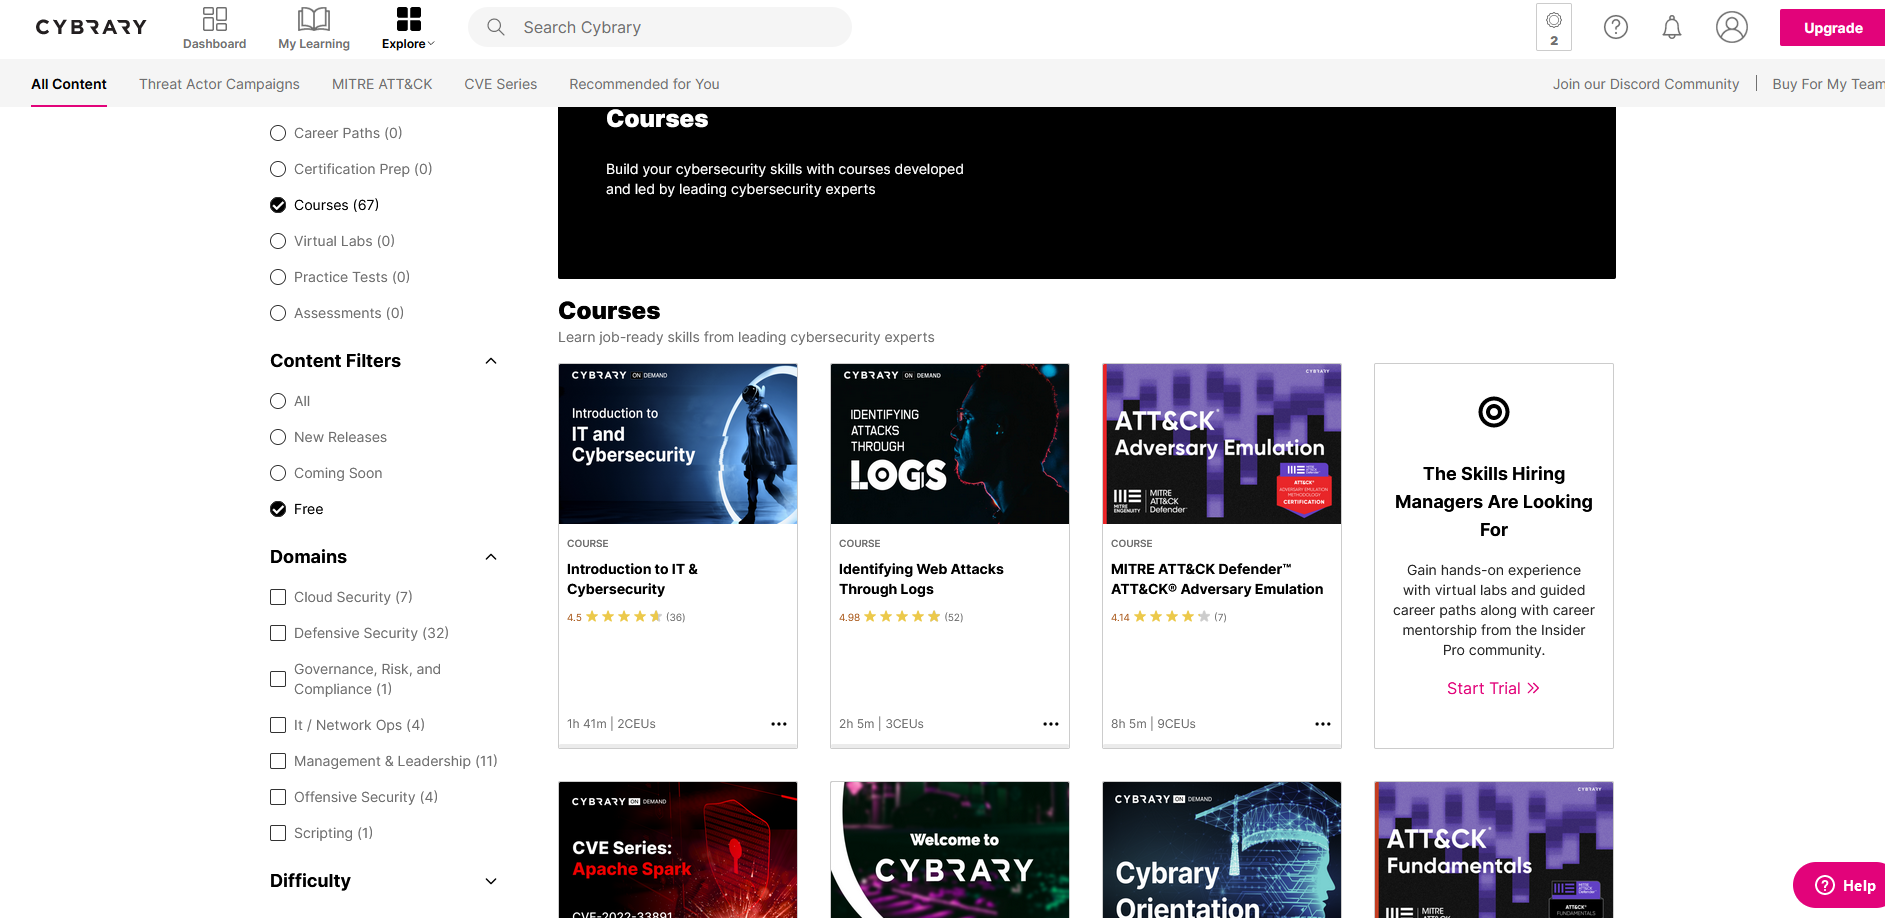 CYBRARY
Dashboard
My Learning
Explore
Search Cybrary
2
Upgrade
All Content
Threat Actor Campaigns
MITRE ATT&CK
CVE Series
Recommended for You
Join our Discord Community
Buy For My Team
Career Paths (0)
Certification Prep (0)
Courses (67)
Virtual Labs (0)
Practice Tests (0)
Assessments (0)
Content Filters
All
New Releases
Coming Soon
Free
Domains
Cloud Security (7)
Defensive Security (32)
Governance, Risk, and
Compliance (1)
It / Network Ops (4)
Management & Leadership (11)
Offensive Security (4)
Scripting (1)
Difficulty
Courses
Build your cybersecurity skills with courses developed
and led by leading cybersecurity experts
Courses
Learn job-ready skills from leading cybersecurity experts
CYBRARY ON DEMAND
Introduction to
IT and
Cybersecurity
COURSE
Introduction to IT &
Cybersecurity
4.5 (36)
1h 41m | 2CEUs
CYBRARY ON DEMAND
IDENTIFYING
ATTACKS
THROUGH
LOGS
COURSE
Identifying Web Attacks
Through Logs
4.98 (52)
2h 5m | 3CEUs
CYBRARY
ATT&CK®
Adversary Emulation
MITRE
ENGENUITY
MITRE
ATT&CK
Defender™
ATT&CK®
ADVERSARY EMULATION
METHODOLOGY
CERTIFICATION
COURSE
MITRE ATT&CK Defender™
ATT&CK® Adversary Emulation
4.14 (7)
8h 5m | 9CEUs
The Skills Hiring
Managers Are Looking
For
Gain hands-on experience
with virtual labs and guided
career paths along with career
mentorship from the Insider
Pro community.
Start Trial
CYBRARY ON DEMAND
CVE Series:
Apache Spark
CVE-2022-33891
Welcome to
CYBRARY
CYBRARY ON DEMAND
Cybrary
Orientation
CYBRARY
ATT&CK®
Fundamentals
MITRE
ATT&CK
ATT&CK®
FUNDAMENTALS
Help